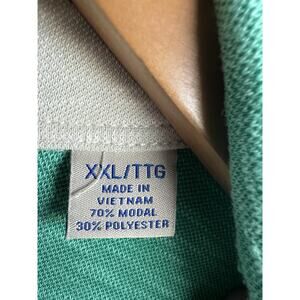 XXL/TTG
MADE IN
VIETNAM
70% MODAL
30% POLYESTER